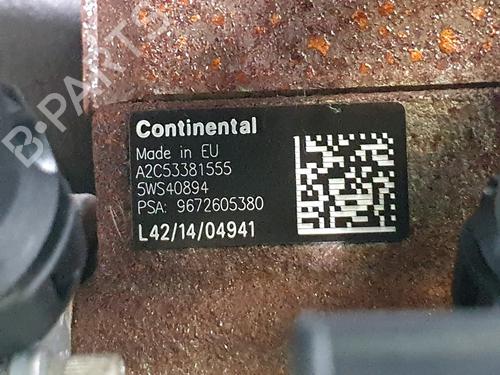 B-PARTS
Continental
Made in EU
A2C53381555
5WS40894
PSA: 9672605380
L42/14/04941